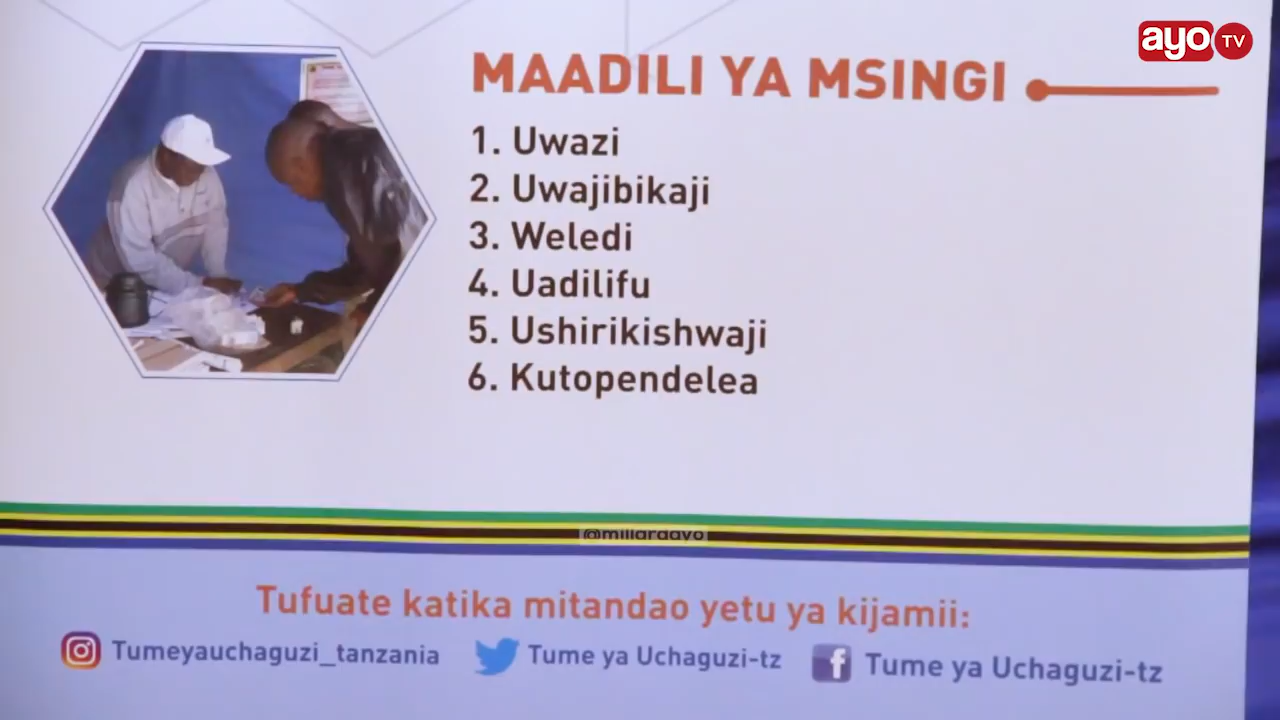 ayo TV
MAADILI YA MSINGI
1. Uwazi
2. Uwajibikaji
3. Weledi
4. Uadilifu
5. Ushirikishwaji
6. Kutopendelea
@millardayo
Tufuate katika mitandao yetu ya kijamii:
Tumeyauchaguzi_tanzania Tume ya Uchaguzi-tz Tume ya Uchaguzi-tz